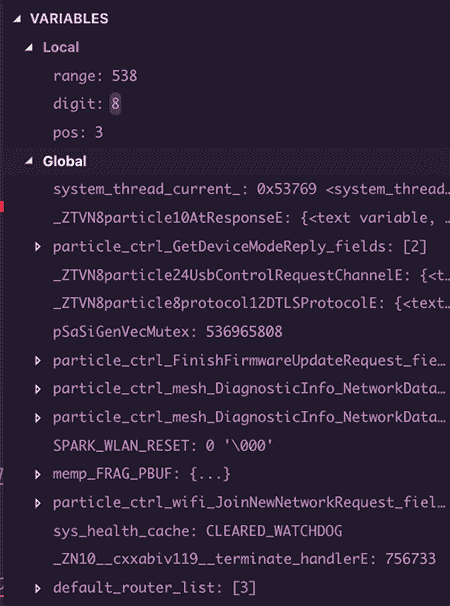 VARIABLES
Local
range: 538
digit: 8
pos: 3
Global
system_thread_current_: 0x53769 <system_thread…
_ZTVN8particle10AtResponseE: {<text variable, …
particle_ctrl_GetDeviceModeReply_fields: [2]
_ZTVN8particle24UsbControlRequestChannelE: {<t…
_ZTVN8particle8protocol12DTLSProtocolE: {<text…
pSaSiGenVecMutex: 536965808
particle_ctrl_FinishFirmwareUpdateRequest_fie…
particle_ctrl_mesh_DiagnosticInfo_NetworkData…
particle_ctrl_mesh_DiagnosticInfo_NetworkData…
SPARK_WLAN_RESET: 0 '\000'
memp_FRAG_PBUF: {...}
particle_ctrl_wifi_JoinNewNetworkRequest_fiel…
sys_health_cache: CLEARED_WATCHDOG
_ZN10__cxxabiv119__terminate_handlerE: 756733
default_router_list: [3]